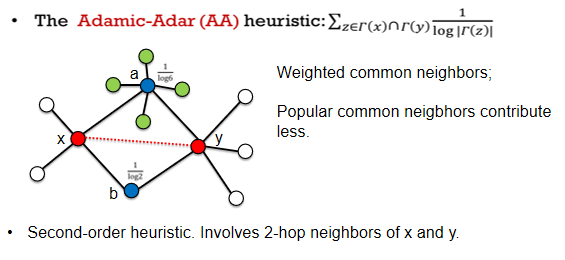 • The Adamic-Adar (AA) heuristic: $\sum_{z \in \Gamma(x) \cap \Gamma(y)} \frac{1}{\log |\Gamma(z)|}$
a $\frac{1}{\log 6}$
Weighted common neighbors;
Popular common neigbhors contribute
less.
x
y
$\frac{1}{\log 2}$
b
• Second-order heuristic. Involves 2-hop neighbors of x and y.